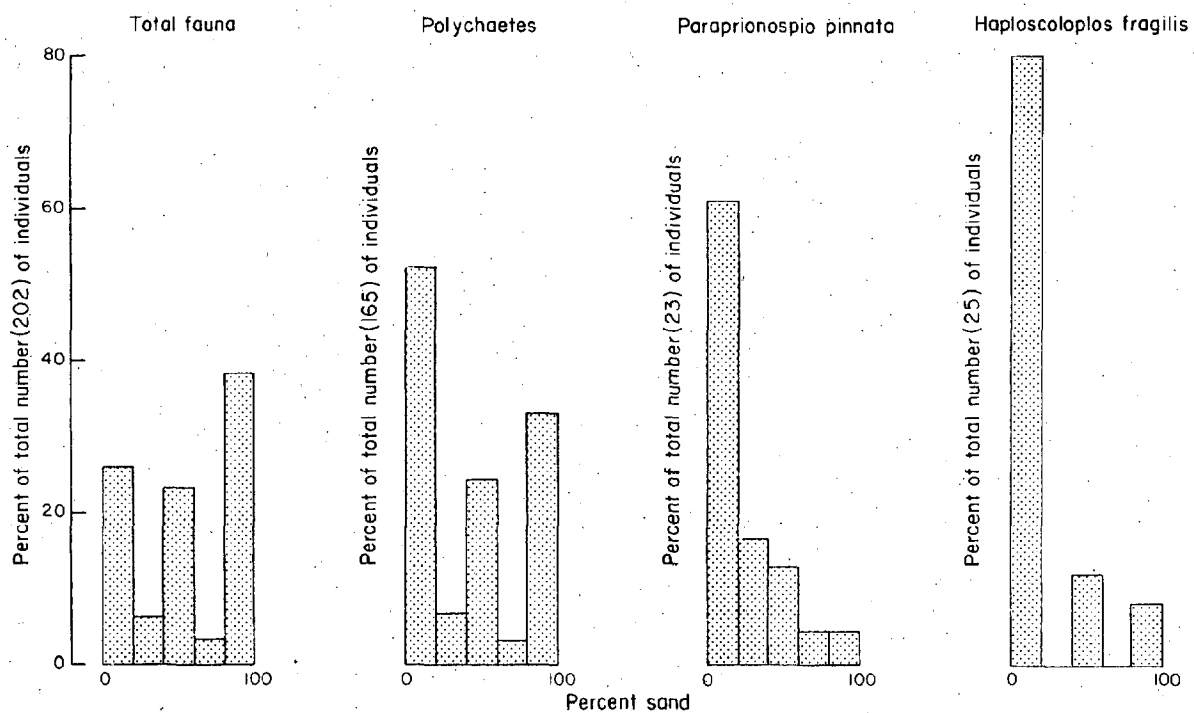 Total fauna
Polychaetes
Paraprionospio pinnata
Haploscoloplos fragilis
80
60
40
20
0
Percent of total number (202) of individuals
Percent of total number (165) of individuals
Percent of total number (23) of individuals
Percent of total number (25) of individuals
0 100
0 100
0 100
0 100
Percent sand